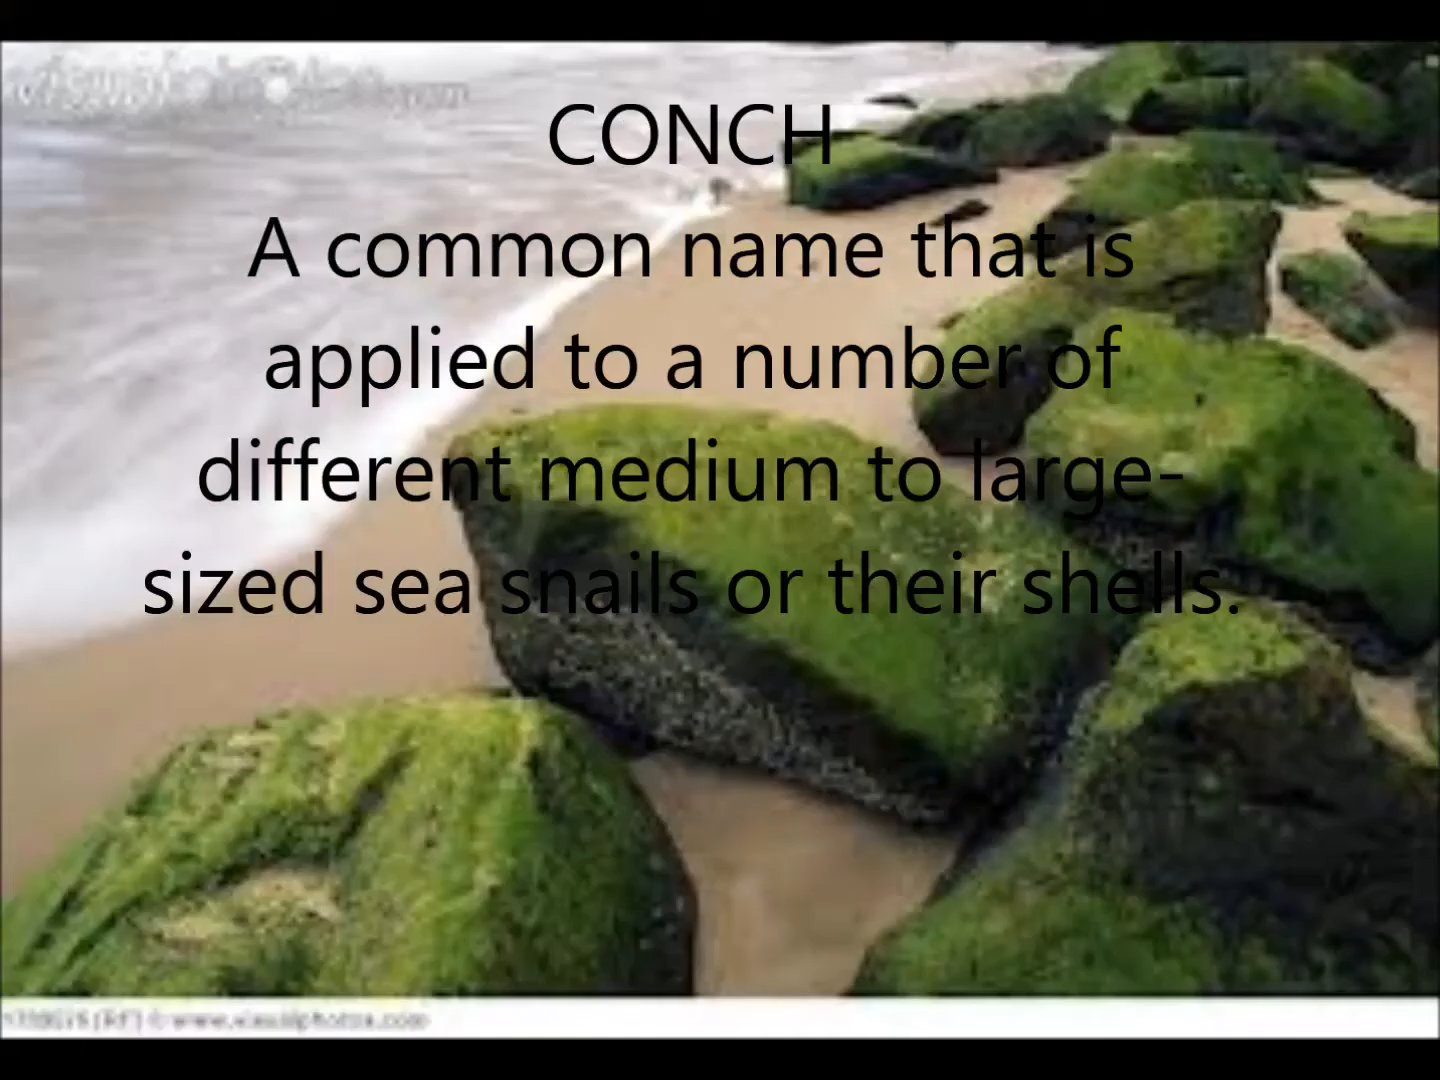 CONCH
A common name that is
applied to a number of
different medium to large-
sized sea snails or their shells.